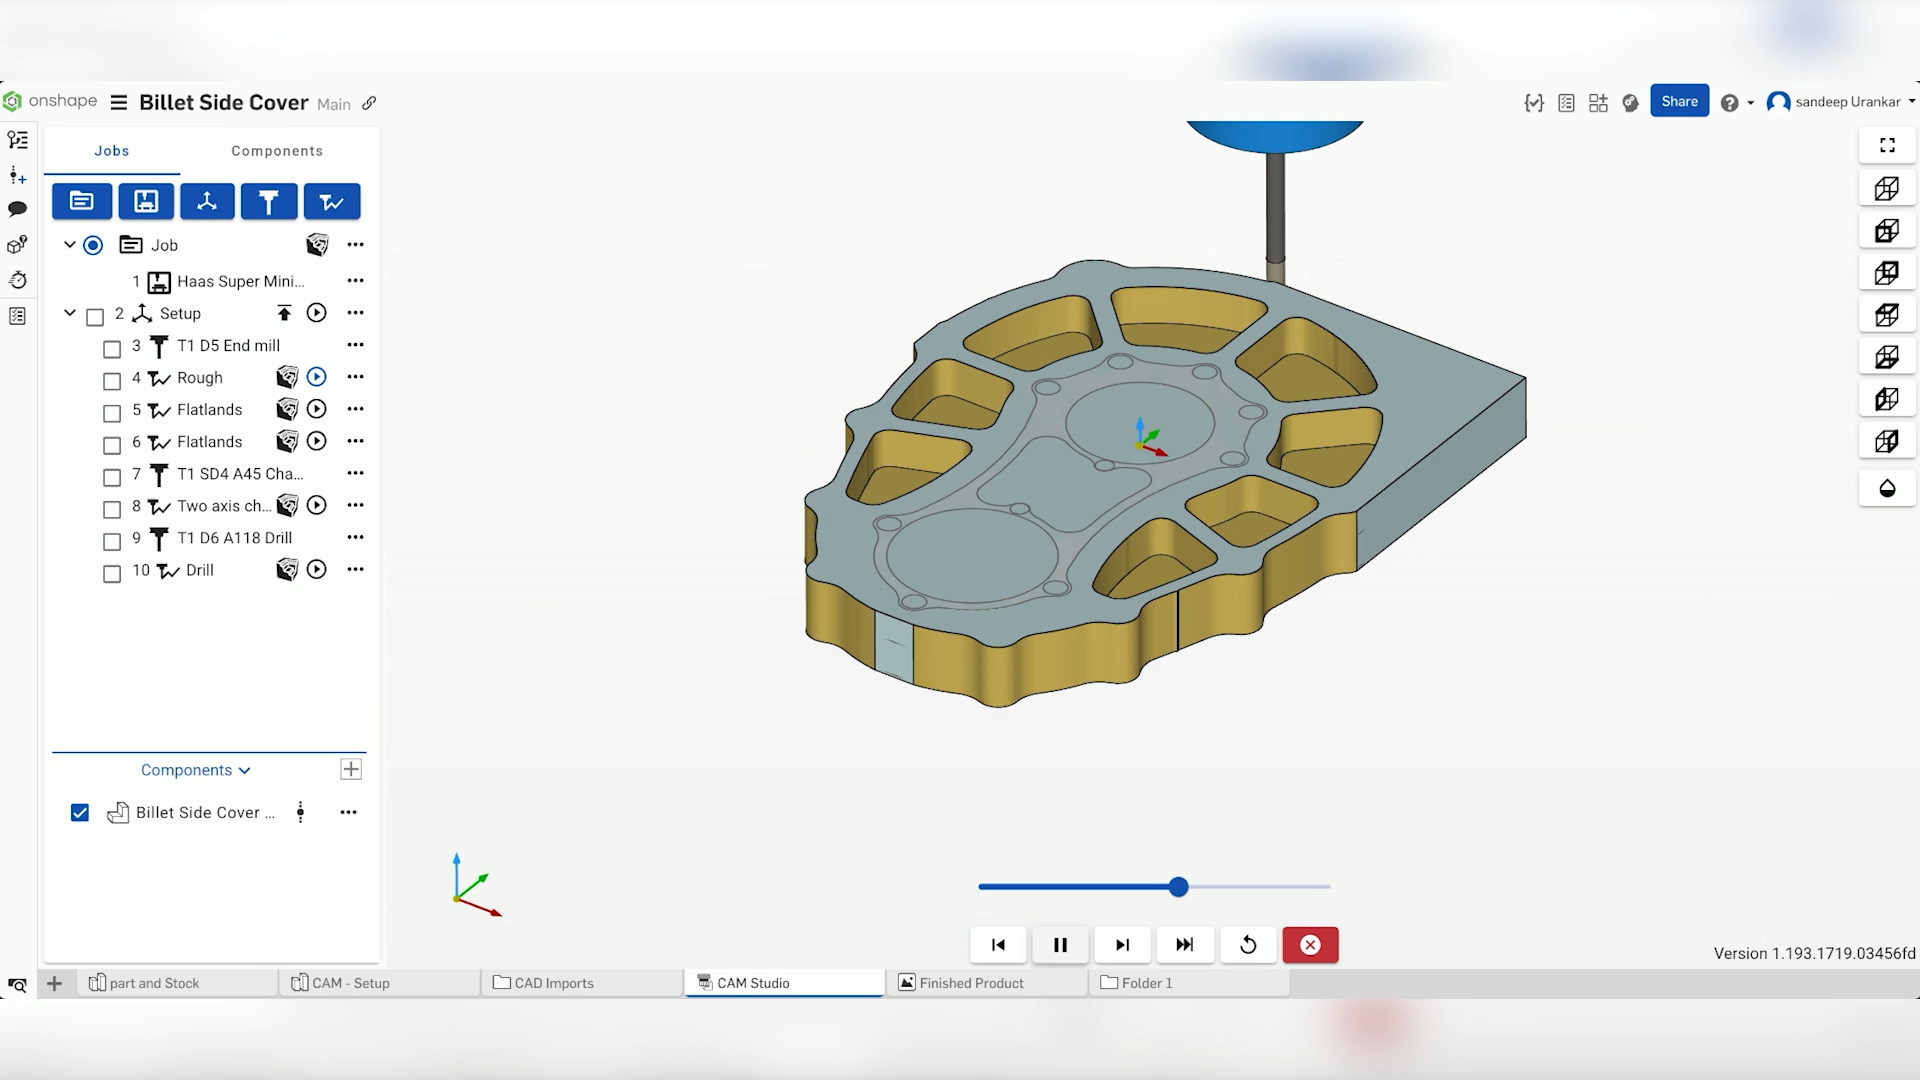 onshape Billet Side Cover Main
Share
sandeep Urankar
Jobs Components
Job
1 Haas Super Mini...
2 Setup
3 T1 D5 End mill
4 Rough
5 Flatlands
6 Flatlands
7 T1 SD4 A45 Cha...
8 Two axis ch...
9 T1 D6 A118 Drill
10 Drill
Components
Billet Side Cover ...
Version 1.193.1719.03456fd
part and Stock
CAM - Setup
CAD Imports
CAM Studio
Finished Product
Folder 1